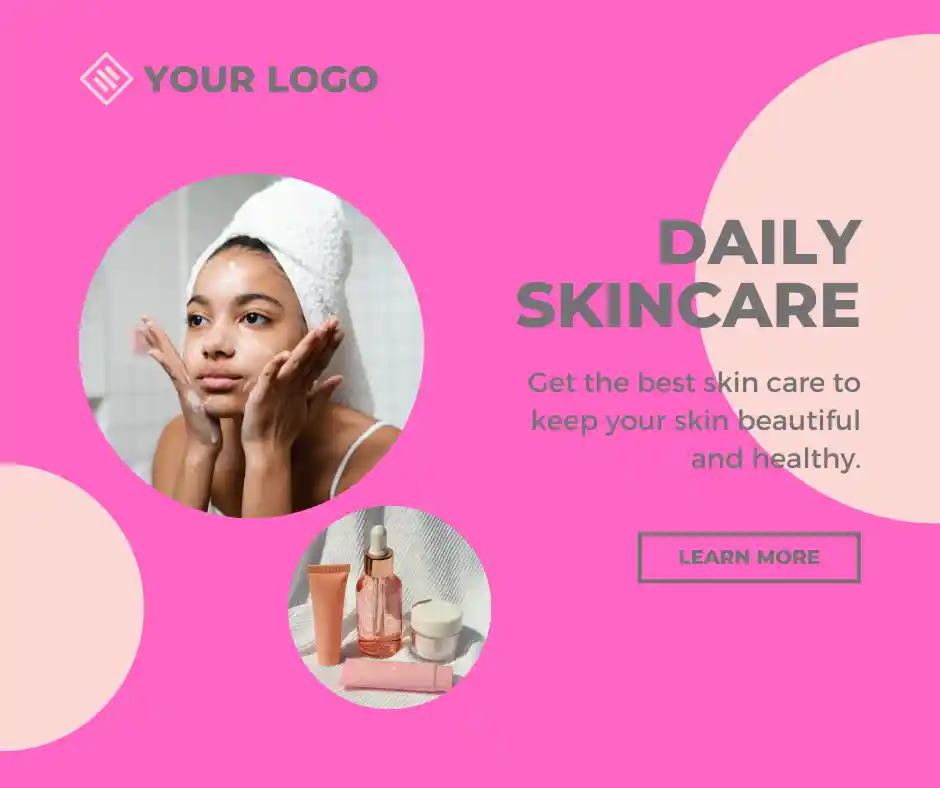 YOUR LOGO
DAILY
SKINCARE
Get the best skin care to
keep your skin beautiful
and healthy.
LEARN MORE